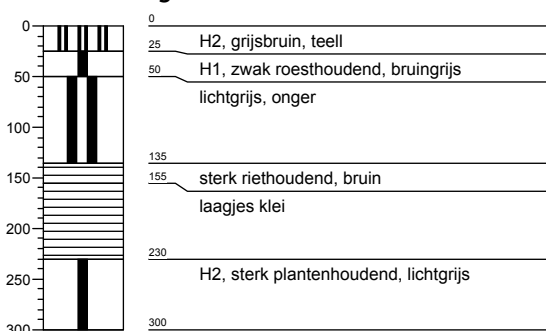 0
0
25
H2, grijsbruin, teell
50
H1, zwak roesthoudend, bruingrijs
50
lichtgrijs, onger
100
135
150
155
sterk riethoudend, bruin
laagjes klei
200
230
250
H2, sterk plantenhoudend, lichtgrijs
300
300